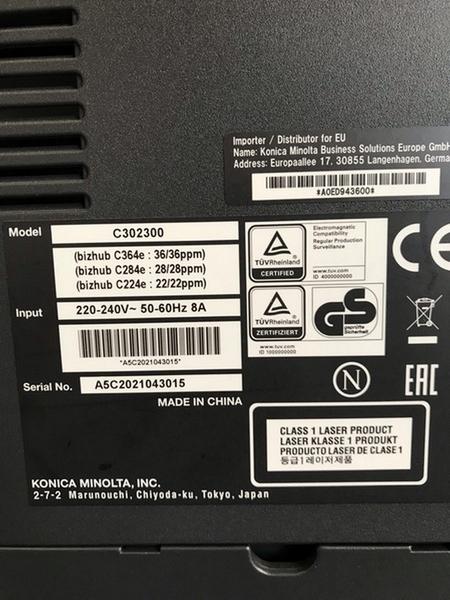 Importer / Distributor for EU
Name: Konica Minolta Business Solutions Europe GmbH
Address: Europaallee 17, 30855 Langenhagen, Germa
*A0ED943600*
Model C302300
(bizhub C364e : 36/36ppm)
(bizhub C284e : 28/28ppm)
(bizhub C224e : 22/22ppm)
Input 220-240V~ 50-60Hz 8A
*A5C2021043015*
Serial No. A5C2021043015
MADE IN CHINA
TÜVRheinland
CERTIFIED
Electromagnetic
Compatibility
Regular Production
Surveillance
www.tuv.com
ID 4000000000
CE
TÜVRheinland
ZERTIFIZIERT
GS
geprüfte
Sicherheit
www.tuv.com
ID 1000000000
N
EAC
CLASS 1 LASER PRODUCT
LASER KLASSE 1 PRODUKT
PRODUCTO LASER DE CLASE 1
등급 1 레이저 제품
KONICA MINOLTA, INC.
2-7-2 Marunouchi, Chiyoda-ku, Tokyo, Japan